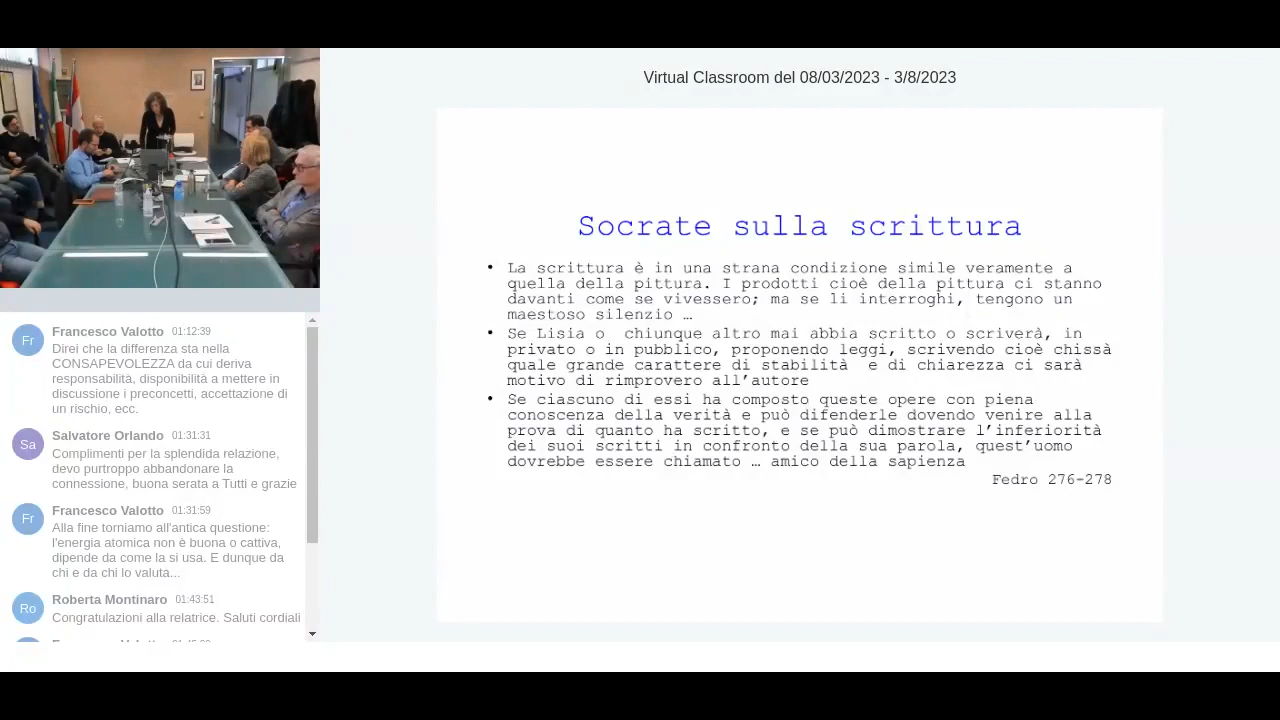 Virtual Classroom del 08/03/2023 - 3/8/2023
Socrate sulla scrittura
• La scrittura è in una strana condizione simile veramente a
quella della pittura. I prodotti cioè della pittura ci stanno
davanti come se vivessero; ma se li interroghi, tengono un
maestoso silenzio …
• Se Lisia o chiunque altro mai abbia scritto o scriverà, in
privato o in pubblico, proponendo leggi, scrivendo cioè chissà
quale grande carattere di stabilità e di chiarezza ci sarà
motivo di rimprovero all’autore
• Se ciascuno di essi ha composto queste opere con piena
conoscenza della verità e può difenderle dovendo venire alla
prova di quanto ha scritto, e se può dimostrare l’inferiorità
dei suoi scritti in confronto della sua parola, quest’uomo
dovrebbe essere chiamato … amico della sapienza
Fedro 276-278
Fr
Francesco Valotto 01:12:39
Direi che la differenza sta nella
CONSAPEVOLEZZA da cui deriva
responsabilità, disponibilità a mettere in
discussione i preconcetti, accettazione di
un rischio, ecc.
Sa
Salvatore Orlando 01:31:31
Complimenti per la splendida relazione,
devo purtroppo abbandonare la
connessione, buona serata a Tutti e grazie
Fr
Francesco Valotto 01:31:59
Alla fine torniamo all'antica questione:
l'energia atomica non è buona o cattiva,
dipende da come la si usa. E dunque da
chi e da chi lo valuta...
Ro
Roberta Montinaro 01:43:51
Congratulazioni alla relatrice. Saluti cordiali